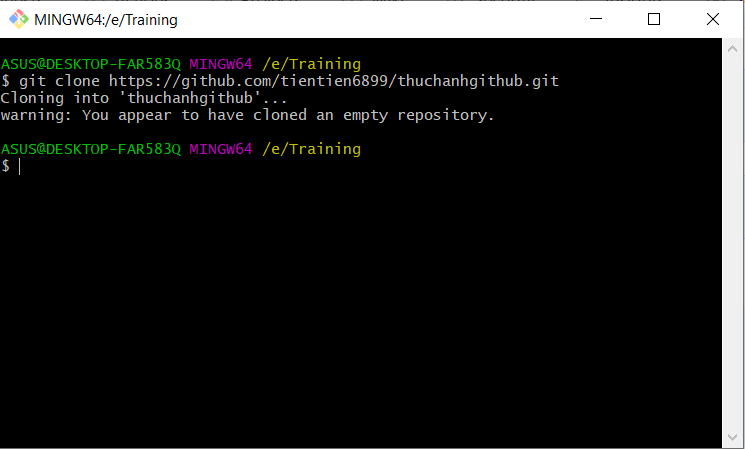 MINGW64:/e/Training
ASUS@DESKTOP-FAR583Q MINGW64 /e/Training
$ git clone https://github.com/tientien6899/thuchanhgithub.git
Cloning into 'thuchanhgithub'...
warning: You appear to have cloned an empty repository.
ASUS@DESKTOP-FAR583Q MINGW64 /e/Training
$